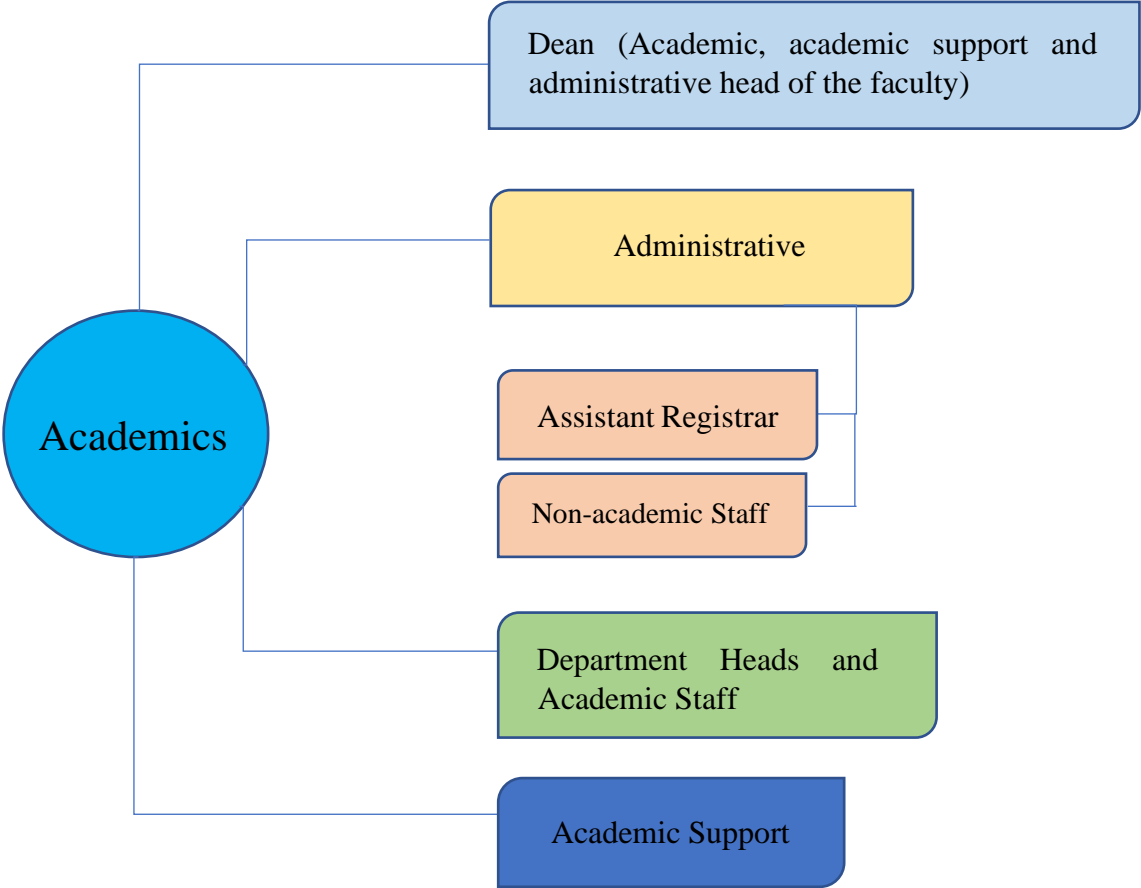 Dean (Academic, academic support and
administrative head of the faculty)
Administrative
Assistant Registrar
Academics
Non-academic Staff
Department Heads and
Academic Staff
Academic Support